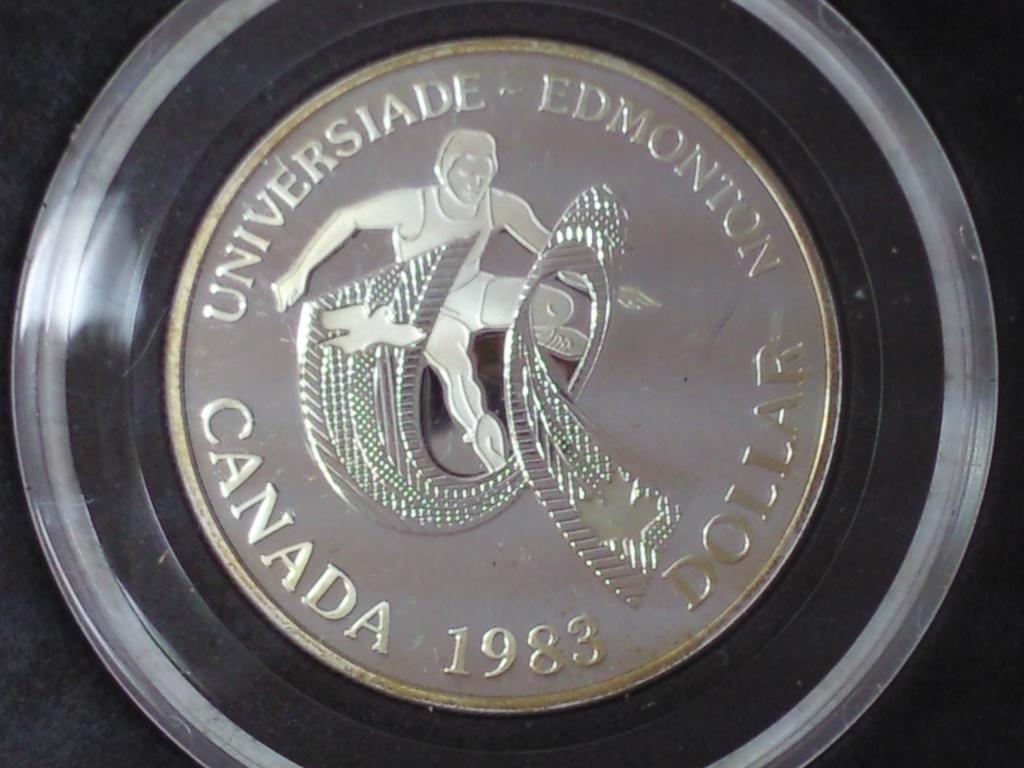 UNIVERSIADE - EDMONTON
CANADA 1983 DOLLAR